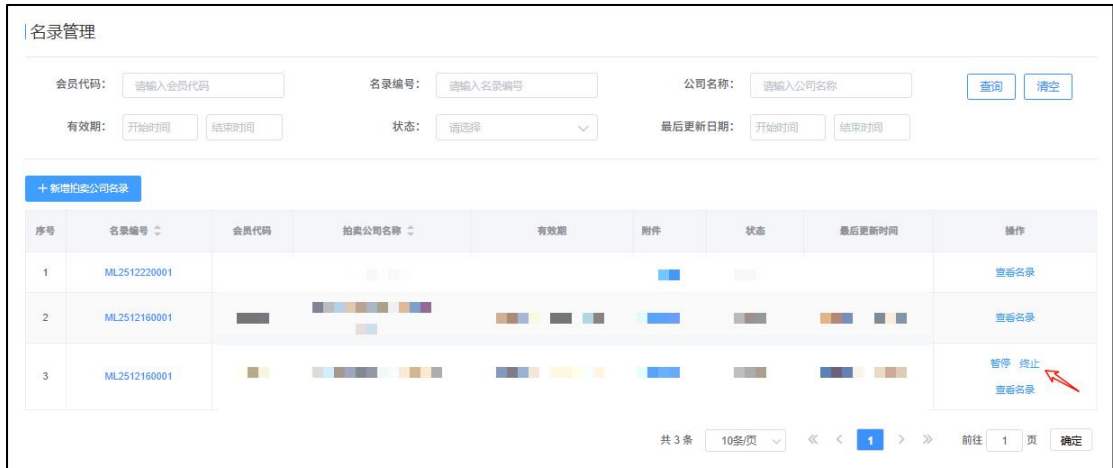 名录管理
会员代码： 请输入会员代码 名录编号： 请输入名录编号 公司名称： 请输入公司名称 查询 清空
有效期： 开始时间 结束时间 状态： 请选择 最后更新日期： 开始时间 结束时间
+新增拍卖公司名录
序号 名录编号 会员代码 拍卖公司名称 有效期 附件 状态 最后更新时间 操作
1 ML2512220001 查看名录
2 ML2512160001 查看名录
3 ML2512160001 暂停 终止
查看名录
共 3 条 10条/页 1 前往 1 页 确定